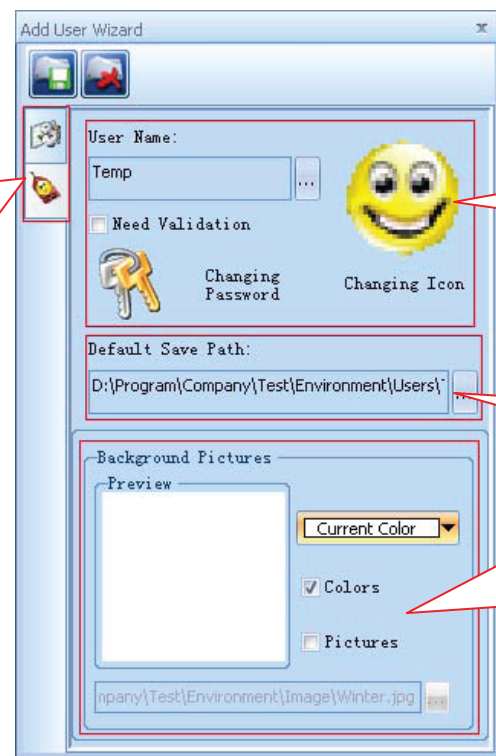 Add User Wizard
User Name:
Temp
...
Need Validation
Changing
Password
Changing Icon
Default Save Path:
D:\Program\Company\Test\Environment\Users\
...
Background Pictures
Preview
Current Color
Colors
Pictures
npany\Test\Environment\Image\Winter.jpg
...